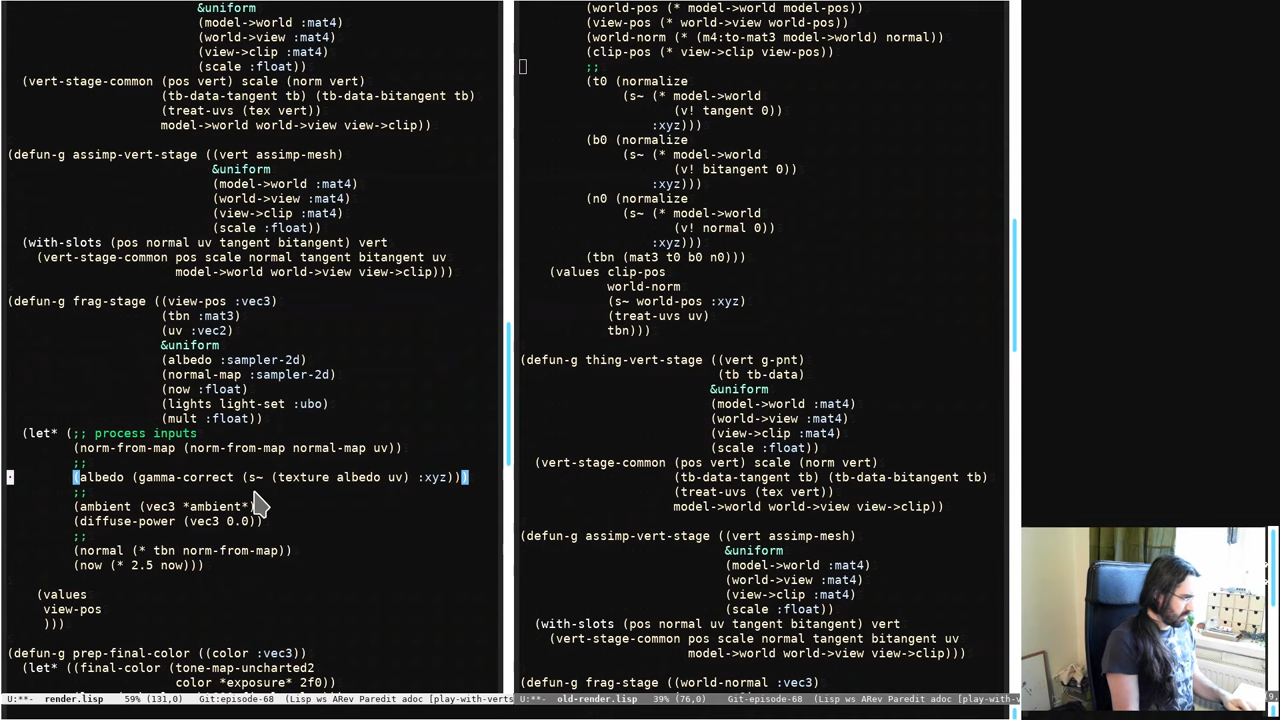 &uniform
(model->world :mat4)
(world->view :mat4)
(view->clip :mat4)
(scale :float))
(vert-stage-common (pos vert) scale (norm vert)
(tb-data-tangent tb) (tb-data-bitangent tb)
(treat-uvs (tex vert))
model->world world->view view->clip))
(defun-g assimp-vert-stage ((vert assimp-mesh)
&uniform
(model->world :mat4)
(world->view :mat4)
(view->clip :mat4)
(scale :float))
(with-slots (pos normal uv tangent bitangent) vert
(vert-stage-common pos scale normal tangent bitangent uv
model->world world->view view->clip)))
(defun-g frag-stage ((view-pos :vec3)
(tbn :mat3)
(uv :vec2)
&uniform
(albedo :sampler-2d)
(normal-map :sampler-2d)
(now :float)
(lights light-set :ubo)
(mult :float))
(let* (;; process inputs
(norm-from-map (norm-from-map normal-map uv))
;;
(albedo (gamma-correct (s~ (texture albedo uv) :xyz)))
;;
(ambient (vec3 *ambient*))
(diffuse-power (vec3 0.0))
;;
(normal (* tbn norm-from-map))
(now (* 2.5 now)))
(values
view-pos
)))
(defun-g prep-final-color ((color :vec3))
(let* ((final-color (tone-map-uncharted2
color *exposure* 2f0))
U:**- render.lisp 59% (131,0) Git:episode-68 (Lisp ws ARev Paredit adoc [play-with-verts
(world-pos (* model->world model-pos))
(view-pos (* world->view world-pos))
(world-norm (* (m4:to-mat3 model->world) normal))
(clip-pos (* view->clip view-pos))
;;
(t0 (normalize
(s~ (* model->world
(v! tangent 0))
:xyz)))
(b0 (normalize
(s~ (* model->world
(v! bitangent 0))
:xyz)))
(n0 (normalize
(s~ (* model->world
(v! normal 0))
:xyz)))
(tbn (mat3 t0 b0 n0)))
(values clip-pos
world-norm
(s~ world-pos :xyz)
(treat-uvs uv)
tbn)))
(defun-g thing-vert-stage ((vert g-pnt)
(tb tb-data)
&uniform
(model->world :mat4)
(world->view :mat4)
(view->clip :mat4)
(scale :float))
(vert-stage-common (pos vert) scale (norm vert)
(tb-data-tangent tb) (tb-data-bitangent tb)
(treat-uvs (tex vert))
model->world world->view view->clip))
(defun-g assimp-vert-stage ((vert assimp-mesh)
&uniform
(model->world :mat4)
(world->view :mat4)
(view->clip :mat4)
(scale :float))
(with-slots (pos normal uv tangent bitangent) vert
(vert-stage-common pos scale normal tangent bitangent uv
model->world world->view view->clip)))
(defun-g frag-stage ((world-normal :vec3)
U:**- old-render.lisp 39% (76,0) Git:episode-68 (Lisp ws ARev Paredit adoc [play-with-v